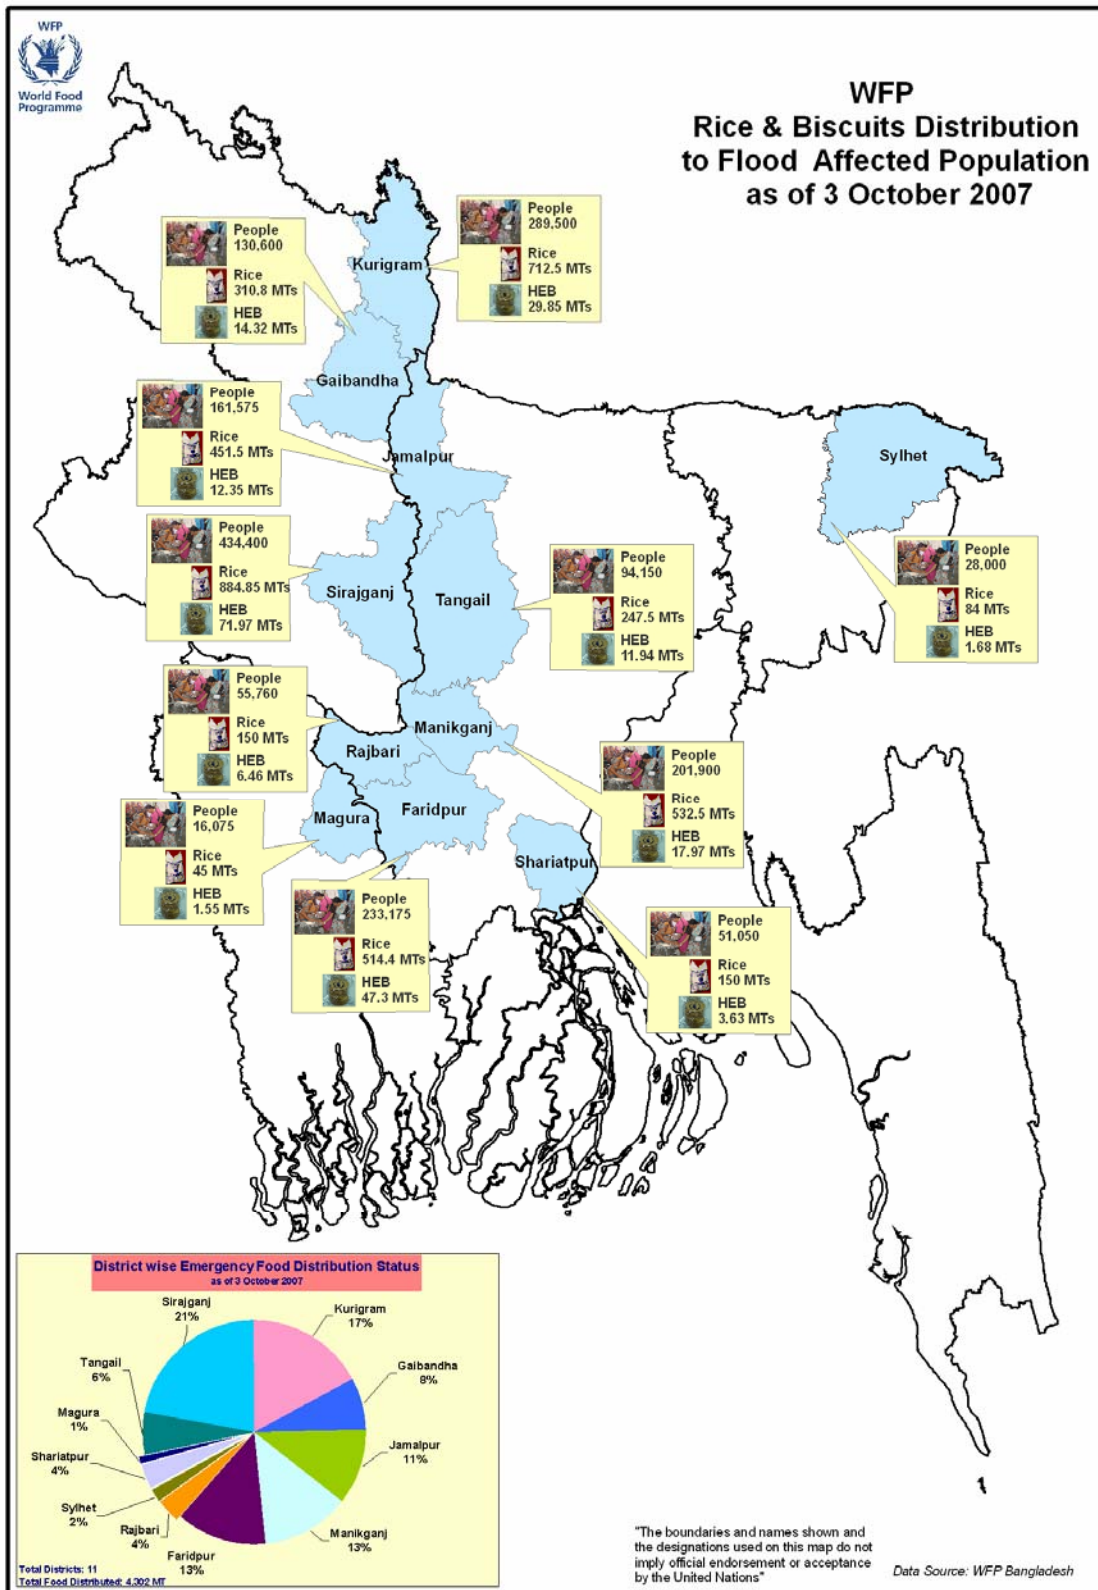 WFP
World Food
Programme
WFP
Rice & Biscuits Distribution
to Flood Affected Population
as of 3 October 2007
People
130,600
Rice
310.8 MTs
HEB
14.32 MTs
People
289,500
Rice
712.5 MTs
HEB
29.85 MTs
Kurigram
Gaibandha
People
161,575
Rice
451.5 MTs
HEB
12.35 MTs
Jamalpur
Sylhet
People
434,400
Rice
884.85 MTs
HEB
71.97 MTs
Sirajganj
Tangail
People
94,150
Rice
247.5 MTs
HEB
11.94 MTs
People
28,000
Rice
84 MTs
HEB
1.68 MTs
People
55,760
Rice
150 MTs
HEB
6.46 MTs
Manikganj
Rajbari
People
201,900
Rice
532.5 MTs
HEB
17.97 MTs
People
16,075
Rice
45 MTs
HEB
1.55 MTs
Magura
Faridpur
Shariatpur
People
233,175
Rice
514.4 MTs
HEB
47.3 MTs
People
51,050
Rice
150 MTs
HEB
3.63 MTs
District wise Emergency Food Distribution Status
as of 3 October 2007
Sirajganj
21%
Kurigram
17%
Tangail
6%
Gaibandha
8%
Magura
1%
Jamalpur
11%
Shariatpur
4%
Sylhet
2%
Rajbari
4%
Manikganj
13%
Faridpur
13%
Total Districts: 11
Total Food Distributed: 4,302 MT
"The boundaries and names shown and
the designations used on this map do not
imply official endorsement or acceptance
by the United Nations"
Data Source: WFP Bangladesh